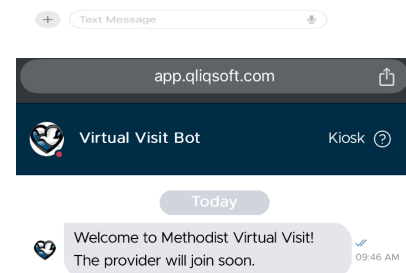 Text Message
app.qliqsoft.com
Virtual Visit Bot
Kiosk
Today
Welcome to Methodist Virtual Visit!
The provider will join soon.
09:46 AM